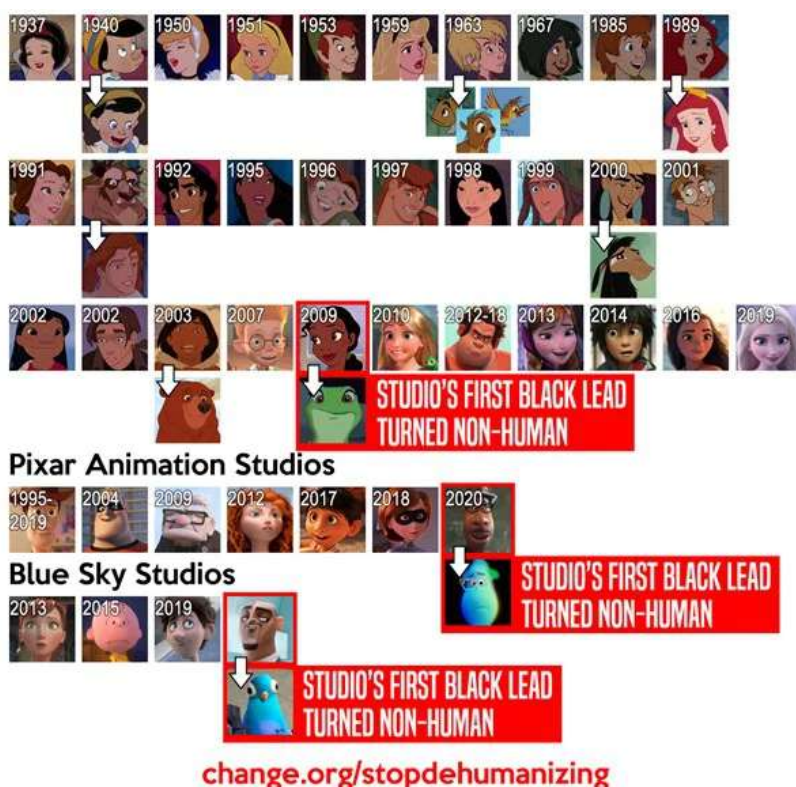 1937 1940 1950 1951 1953 1959 1963 1967 1985 1989
1991 1992 1995 1996 1997 1998 1999 2000 2001
2002 2002 2003 2007 2009 2010 2012-18 2013 2014 2016 2019
STUDIO'S FIRST BLACK LEAD
TURNED NON-HUMAN
Pixar Animation Studios
1995-
2019 2004 2009 2012 2017 2018 2020
Blue Sky Studios
STUDIO'S FIRST BLACK LEAD
TURNED NON-HUMAN
2013 2015 2019
STUDIO'S FIRST BLACK LEAD
TURNED NON-HUMAN
change.org/stopdehumanizing